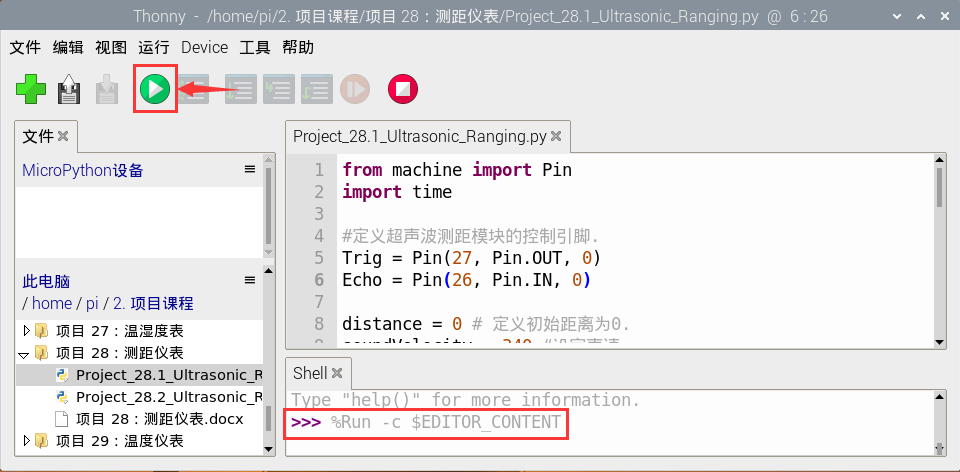 Thonny - /home/pi/2. 项目课程/项目 28：测距仪表/Project_28.1_Ultrasonic_Ranging.py @ 6 : 26
文件 编辑 视图 运行 Device 工具 帮助
文件
MicroPython设备
此电脑
/ home / pi / 2. 项目课程
项目 27：温湿度表
项目 28：测距仪表
Project_28.1_Ultrasonic_R
Project_28.2_Ultrasonic_R
项目 28：测距仪表.docx
项目 29：温度仪表
Project_28.1_Ultrasonic_Ranging.py
1 from machine import Pin
2 import time
3
4 #定义超声波测距模块的控制引脚.
5 Trig = Pin(27, Pin.OUT, 0)
6 Echo = Pin(26, Pin.IN, 0)
7
8 distance = 0 # 定义初始距离为0.
Shell
Type "help()" for more information.
>>> %Run -c $EDITOR_CONTENT